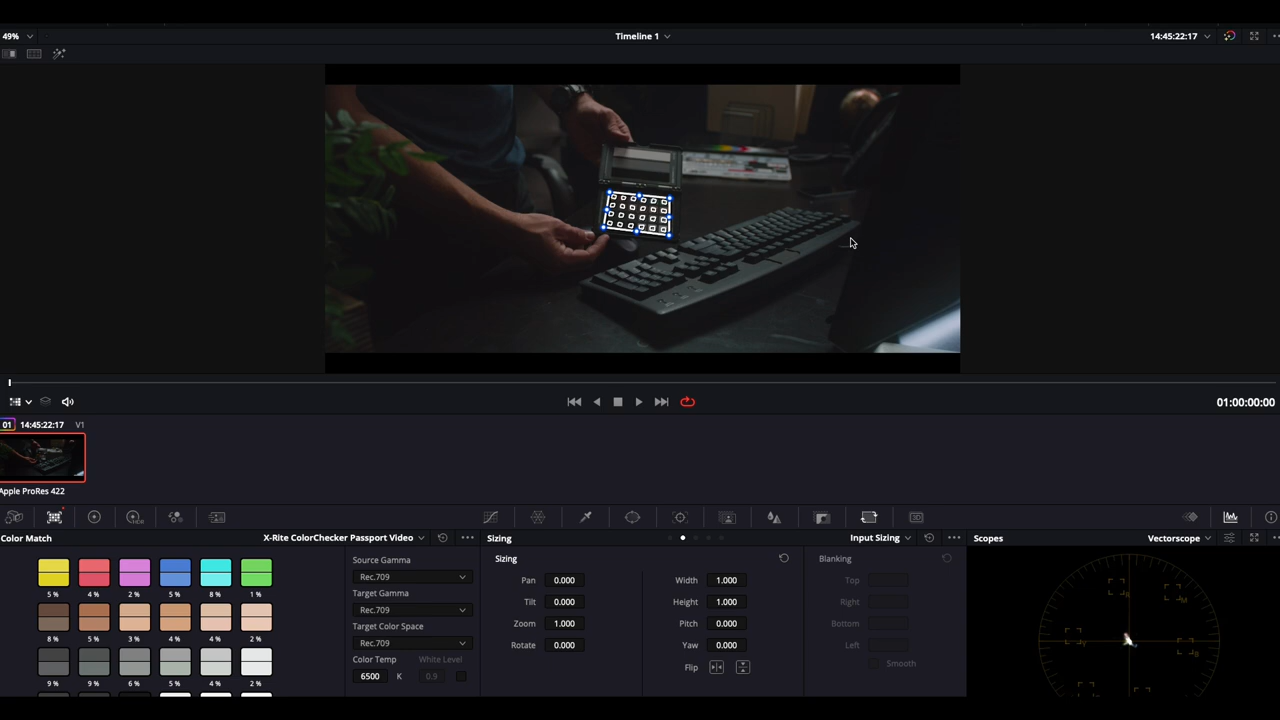 49%
Timeline 1
14:45:22:17
01:00:00:00
01 14:45:22:17 V1
Apple ProRes 422
Color Match
X-Rite ColorChecker Passport Video
5 % 4 % 2 % 5 % 8 % 1 %
8 % 5 % 3 % 4 % 4 % 2 %
9 % 9 % 6 % 5 % 4 % 2 %
Source Gamma
Rec.709
Target Gamma
Rec.709
Target Color Space
Rec.709
Color Temp White Level
6500 K 0.9
Sizing
Input Sizing
Sizing
Pan 0.000
Tilt 0.000
Zoom 1.000
Rotate 0.000
Width 1.000
Height 1.000
Pitch 0.000
Yaw 0.000
Flip
Blanking
Top
Right
Bottom
Left
Smooth
Scopes
Vectorscope